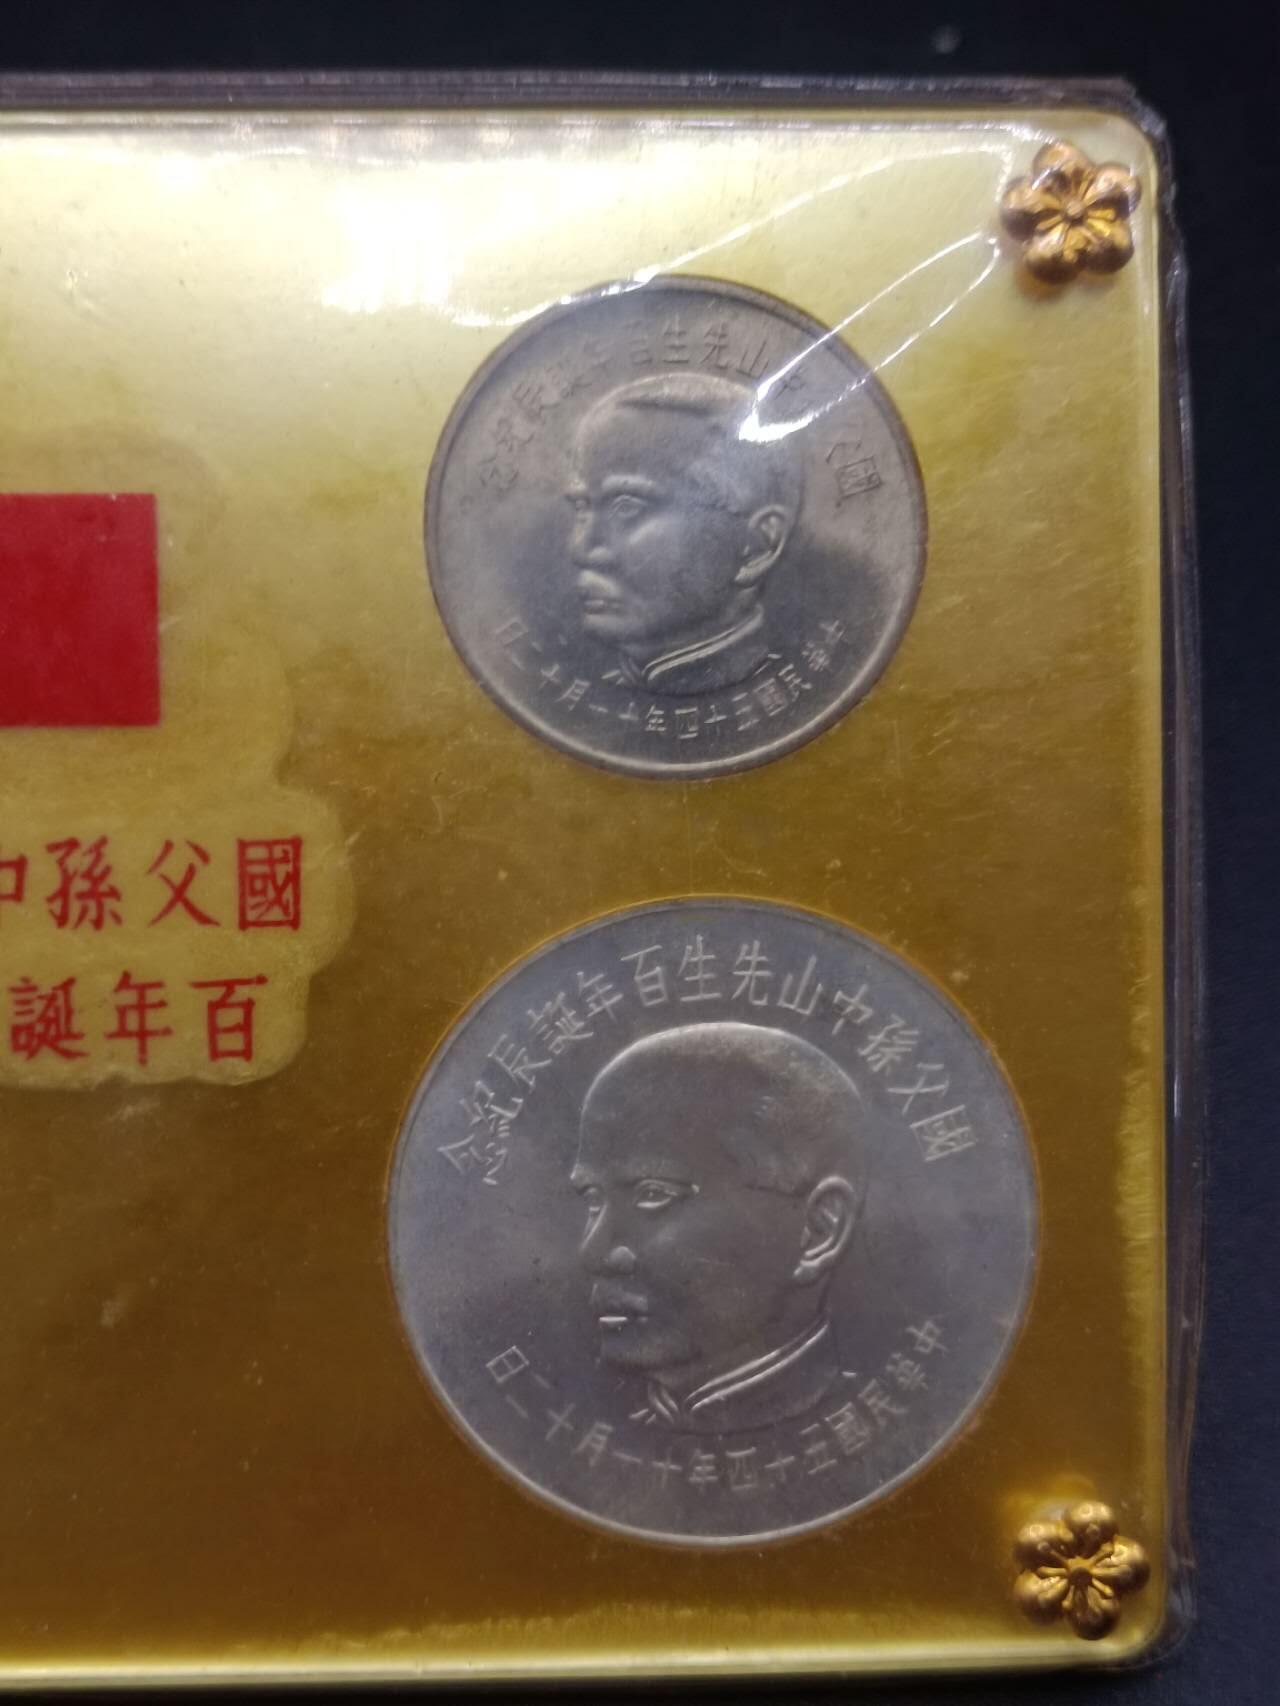 國父中山先生百年誕辰紀念
中華民國五十四年十一月十二日
國父孫中
百年誕
國父孫中山先生百年誕辰紀念
中華民國五十四年十一月十二日